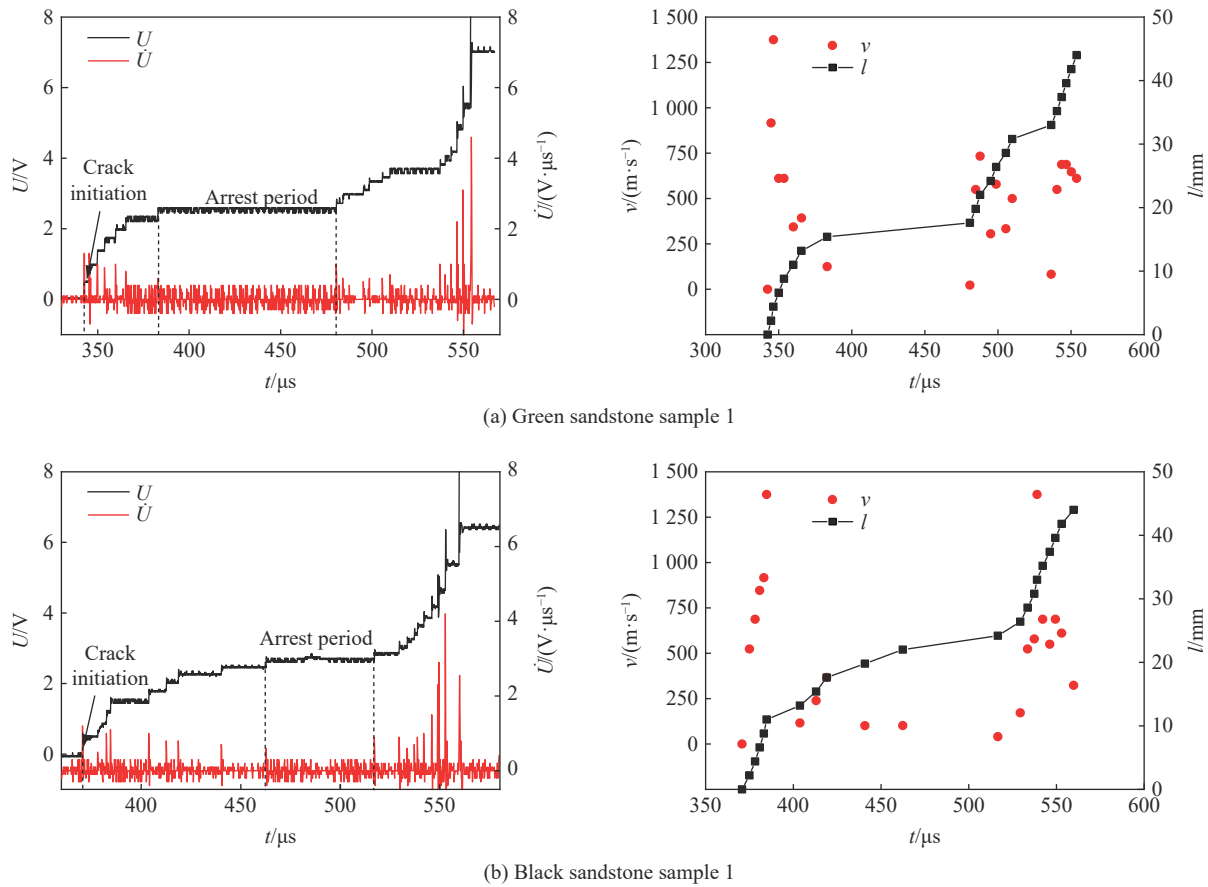 8
6
4
2
0
U/V
U
U̇
Crack
initiation
Arrest period
8
6
4
2
0
U̇/(V·μs⁻¹)
350
400
450
500
550
t/μs
1 500
1 250
1 000
750
500
250
0
v/(m·s⁻¹)
v
l
50
40
30
20
10
0
l/mm
300
350
400
450
500
550
600
t/μs
(a) Green sandstone sample 1
8
6
4
2
0
U/V
U
U̇
Crack
initiation
Arrest period
8
6
4
2
0
U̇/(V·μs⁻¹)
400
450
500
550
t/μs
1 500
1 250
1 000
750
500
250
0
v/(m·s⁻¹)
v
l
50
40
30
20
10
0
l/mm
350
400
450
500
550
600
t/μs
(b) Black sandstone sample 1